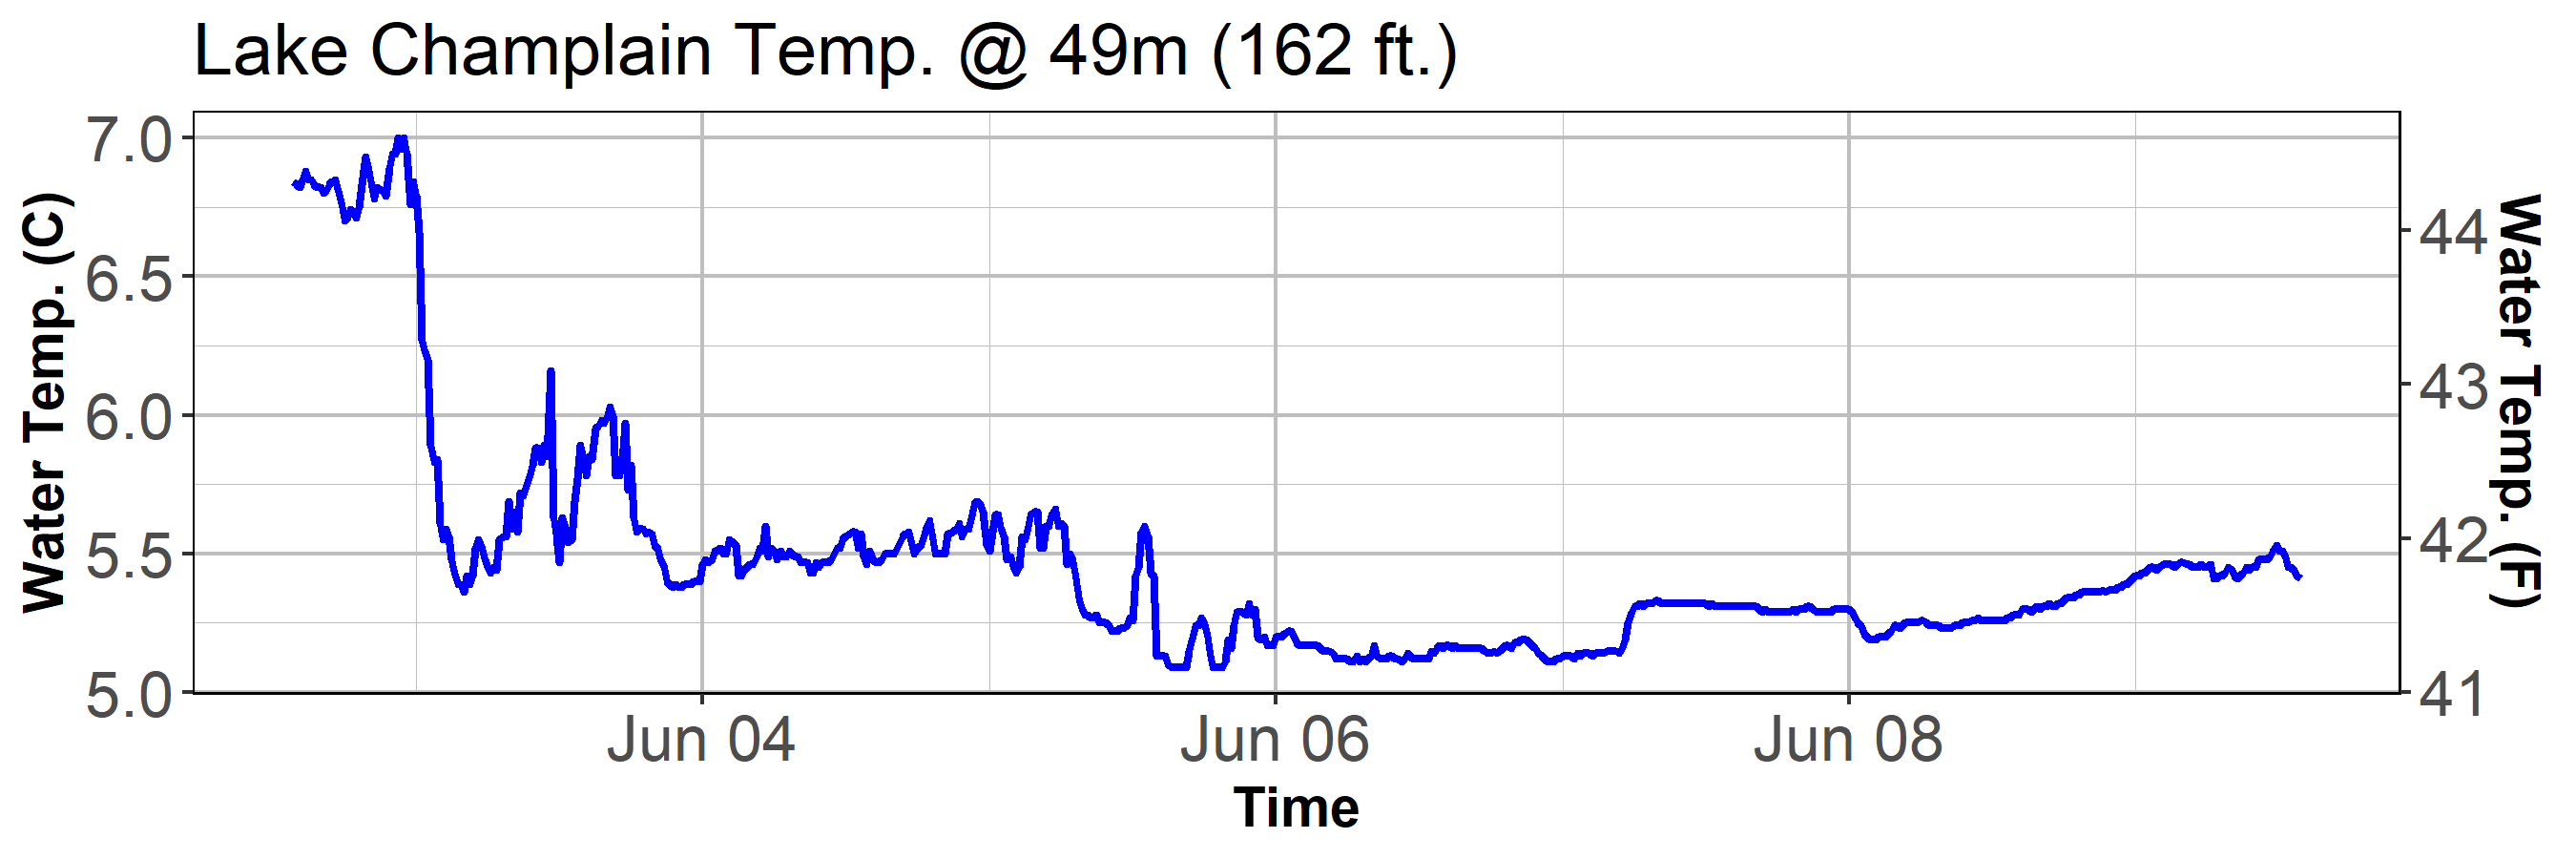 Lake Champlain Temp. @ 49m (162 ft.)
Water Temp. (C)
7.0
6.5
6.0
5.5
5.0
44
43
42
41
Water Temp. (F)
Jun 04 Jun 06 Jun 08
Time